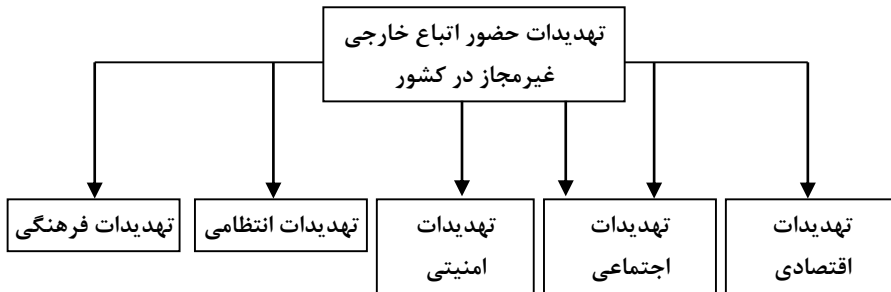 تهدیدات حضور اتباع خارجی
غیرمجاز در کشور
تهدیدات
اقتصادی
تهدیدات
اجتماعی
تهدیدات
امنیتی
تهدیدات انتظامی
تهدیدات فرهنگی